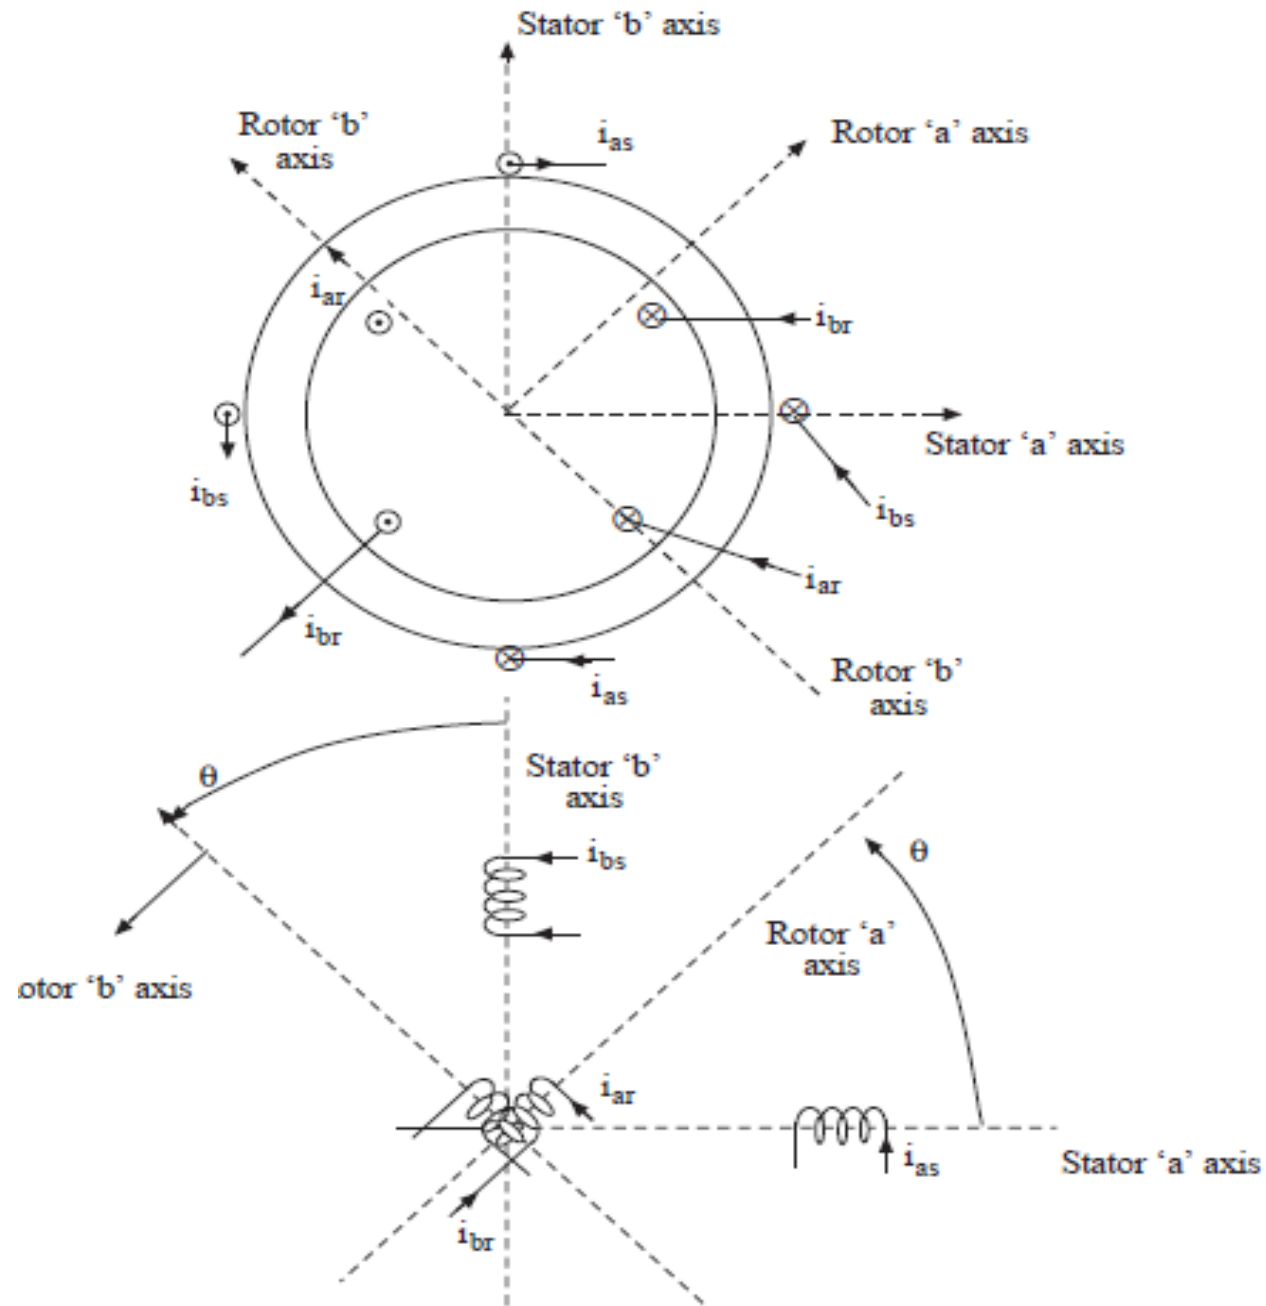 Stator ‘b’ axis
Rotor ‘b’
axis
i_as
Rotor ‘a’ axis
i_ar
i_br
Stator ‘a’ axis
i_bs
i_bs
i_ar
i_br
i_as
Rotor ‘b’
axis
θ
Stator ‘b’
axis
i_bs
θ
Rotor ‘a’
axis
otor ‘b’ axis
i_ar
i_as
Stator ‘a’ axis
i_br